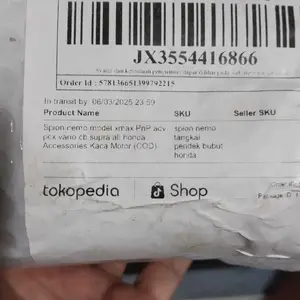 JX3554416866
Order Id : 578136651399792215
In transit by : 06/03/2025 23:59
Product Name SKU Seller SKU
Spion nemo model xmax PnP acv spion nemo
pcx vario cb supra all honda tangkai
Accessories Kaca Motor (COD) pendek bubut
honda
tokopedia Shop